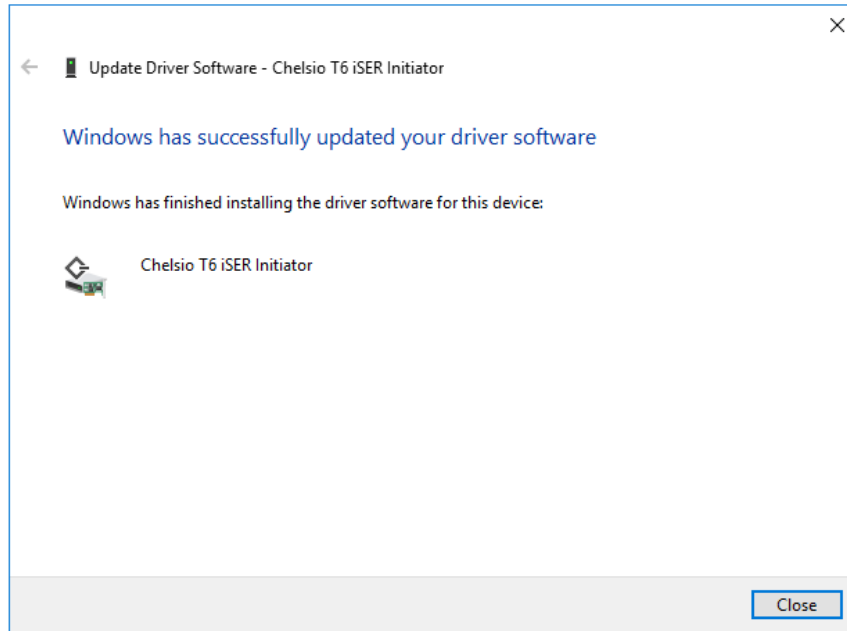 Update Driver Software - Chelsio T6 iSER Initiator
Windows has successfully updated your driver software
Windows has finished installing the driver software for this device:
Chelsio T6 iSER Initiator
Close